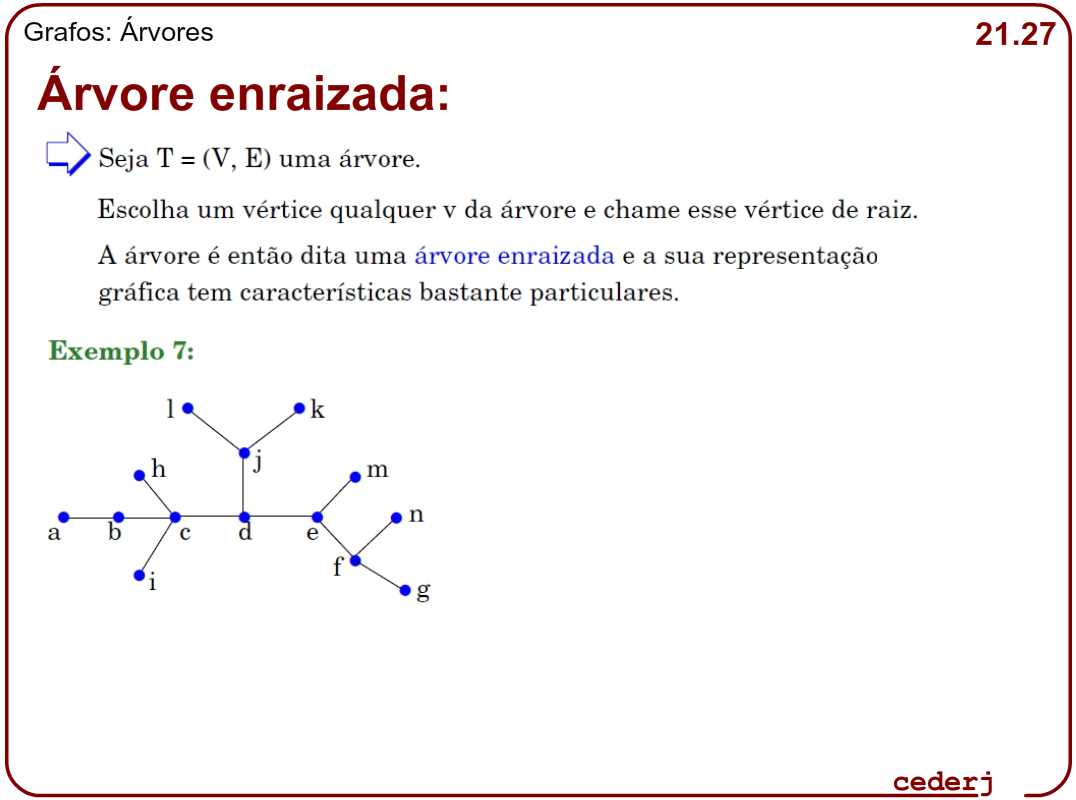 Grafos: Árvores
21.27
Árvore enraizada:
Seja T = (V, E) uma árvore.
Escolha um vértice qualquer v da árvore e chame esse vértice de raiz.
A árvore é então dita uma árvore enraizada e a sua representação
gráfica tem características bastante particulares.
Exemplo 7:
l
k
j
h
m
n
a
b
c
d
e
f
i
g
cederj